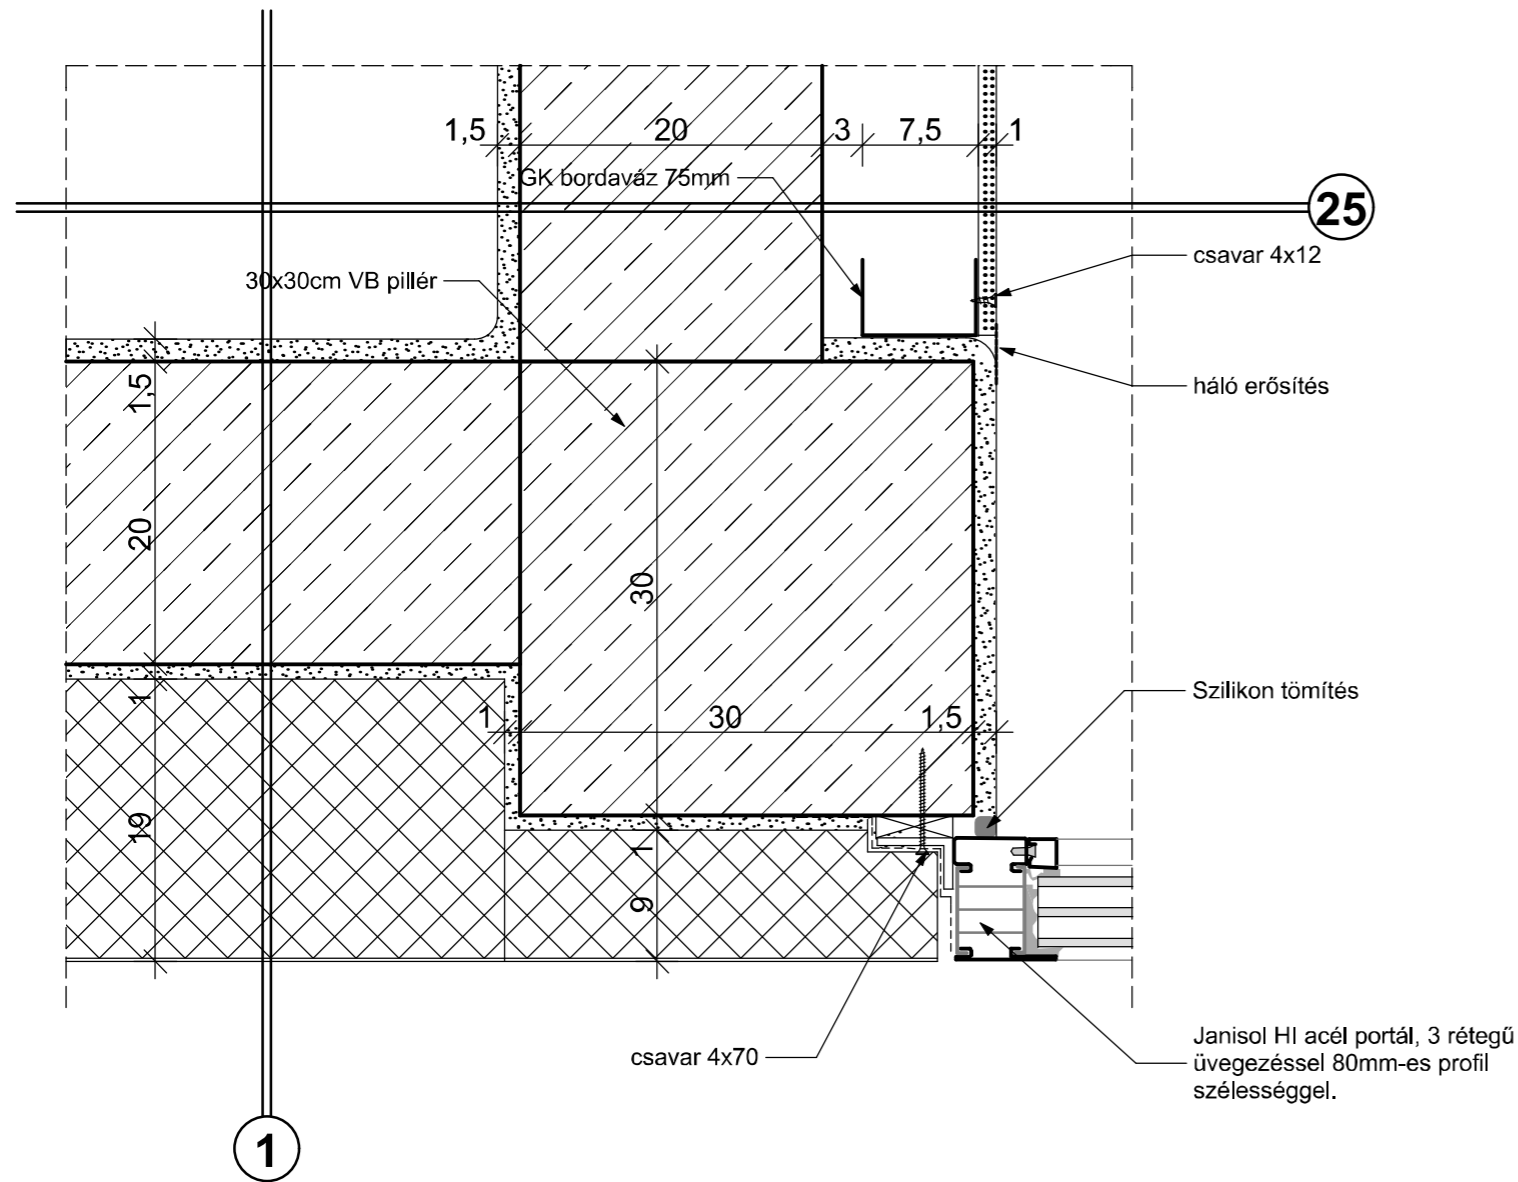 1,5
20
3
7,5
1
GK bordaváz 75mm
25
csavar 4x12
30x30cm VB pillér
háló erősítés
1,5
20
30
Szilikon tömítés
1
1
30
1,5
19
1
9
csavar 4x70
Janisol HI acél portál, 3 rétegű
üvegezéssel 80mm-es profil
szélességgel.
1